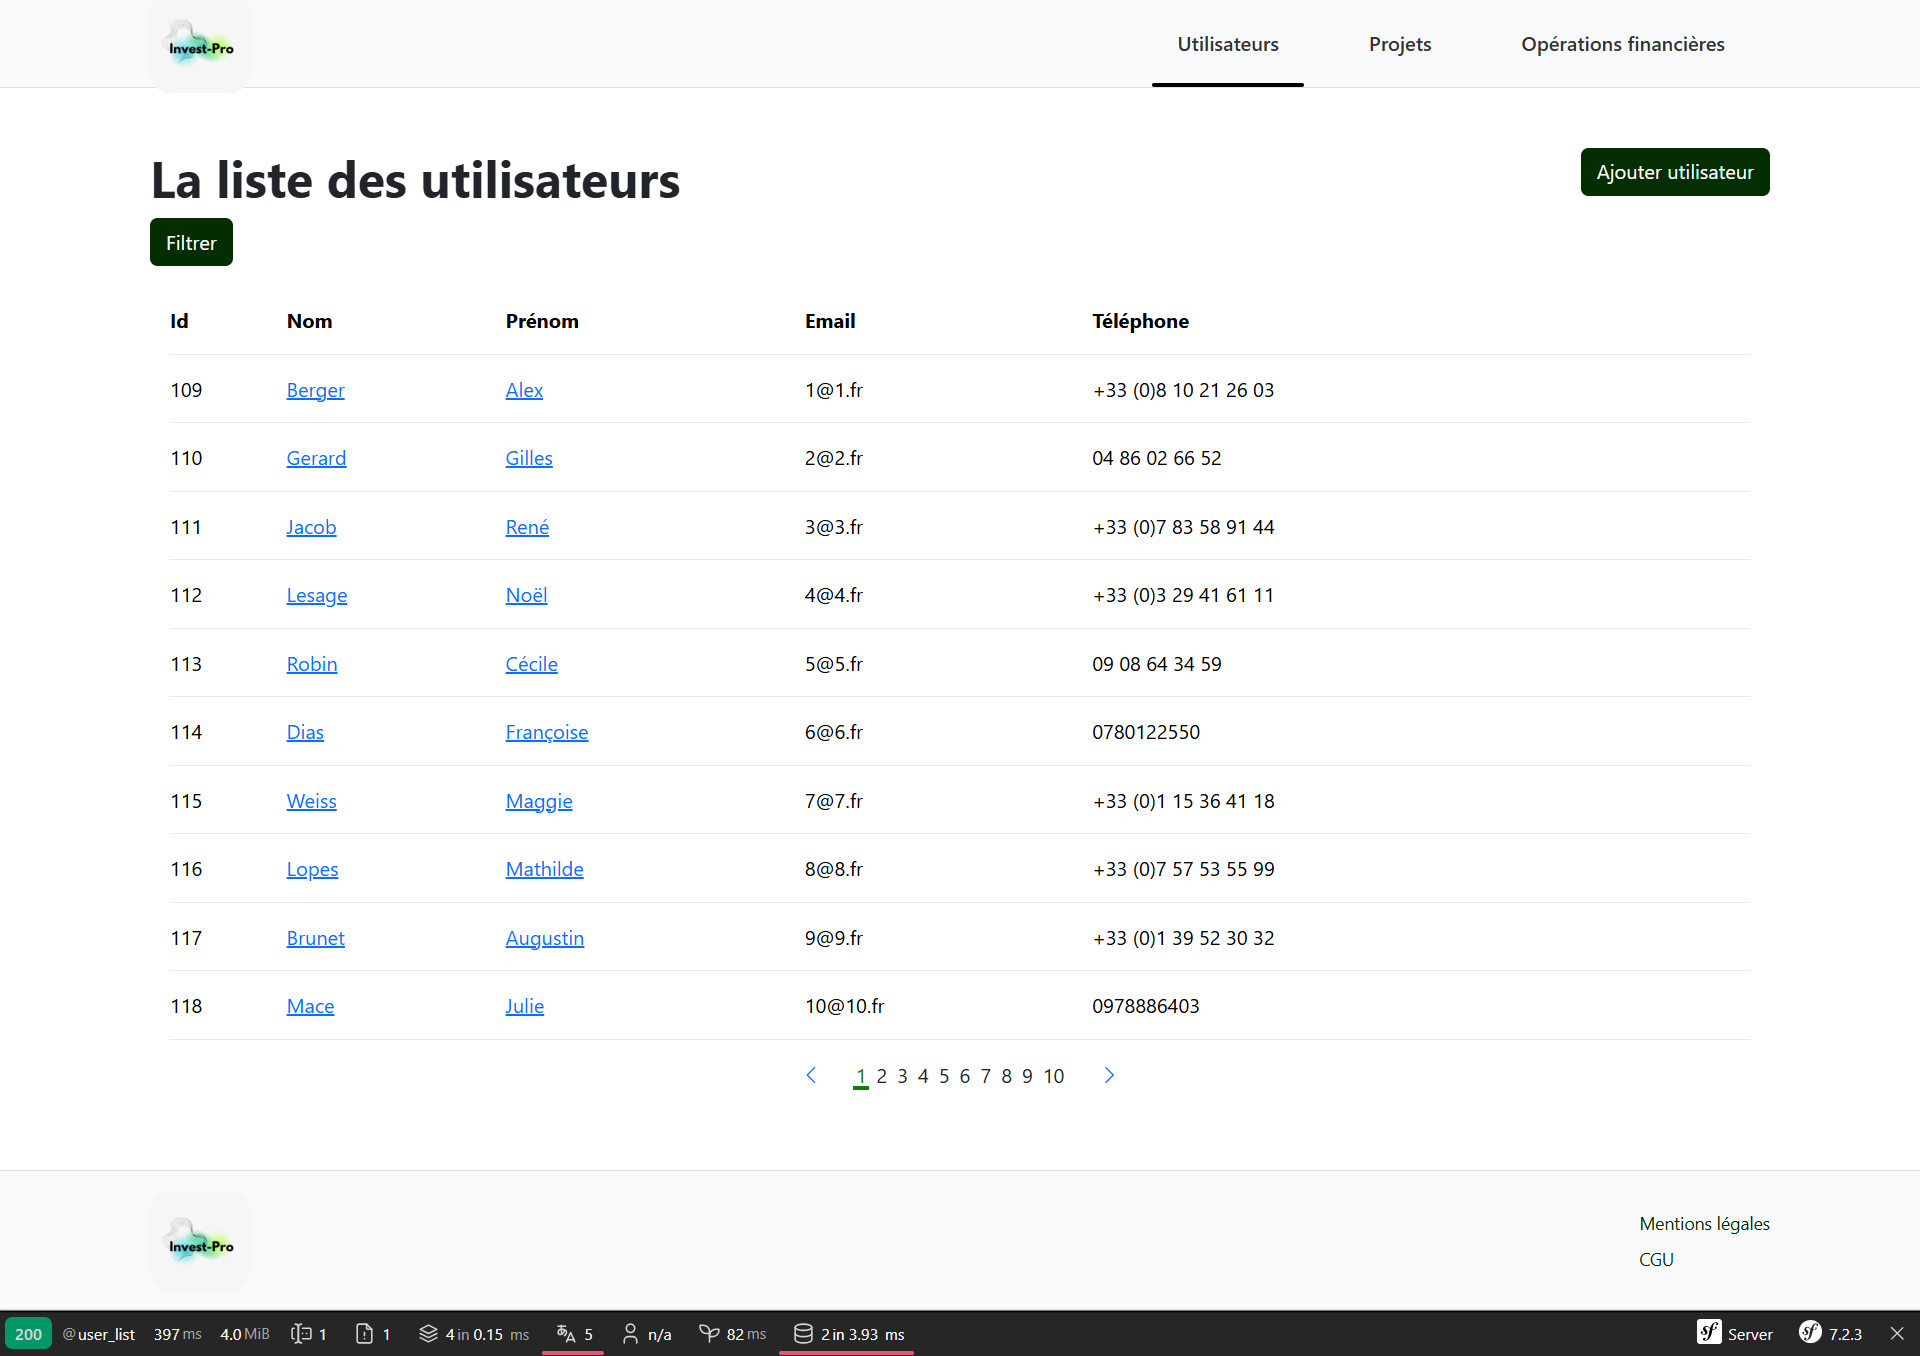 Invest-Pro
Utilisateurs Projets Opérations financières
La liste des utilisateurs
Ajouter utilisateur
Filtrer
Id Nom Prénom Email Téléphone
109 Berger Alex 1@1.fr +33 (0)8 10 21 26 03
110 Gerard Gilles 2@2.fr 04 86 02 66 52
111 Jacob René 3@3.fr +33 (0)7 83 58 91 44
112 Lesage Noël 4@4.fr +33 (0)3 29 41 61 11
113 Robin Cécile 5@5.fr 09 08 64 34 59
114 Dias Françoise 6@6.fr 0780122550
115 Weiss Maggie 7@7.fr +33 (0)1 15 36 41 18
116 Lopes Mathilde 8@8.fr +33 (0)7 57 53 55 99
117 Brunet Augustin 9@9.fr +33 (0)1 39 52 30 32
118 Mace Julie 10@10.fr 0978886403
1 2 3 4 5 6 7 8 9 10
Invest-Pro
Mentions légales
CGU
200 @user_list 397 ms 4.0 MiB 1 1 4 in 0.15 ms 5 n/a 82 ms 2 in 3.93 ms sf Server sf 7.2.3